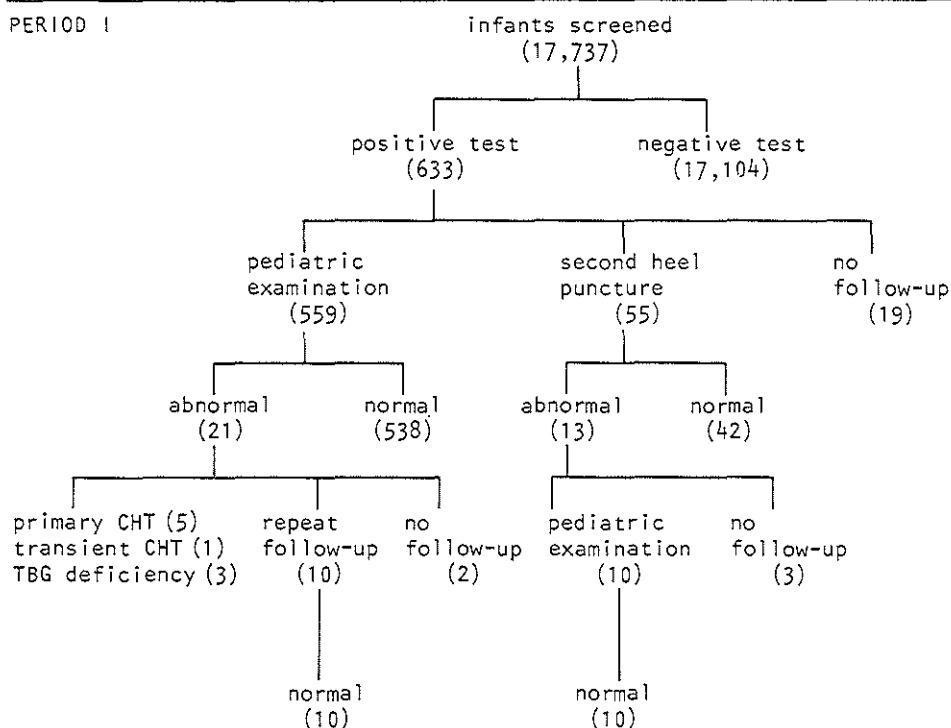 PERIOD I
infants screened
(17,737)
positive test
(633)
negative test
(17,104)
pediatric
examination
(559)
second heel
puncture
(55)
no
follow-up
(19)
abnormal
(21)
normal
(538)
abnormal
(13)
normal
(42)
primary CHT (5)
transient CHT (1)
TBG deficiency (3)
repeat
follow-up
(10)
no
follow-up
(2)
pediatric
examination
(10)
no
follow-up
(3)
normal
(10)
normal
(10)